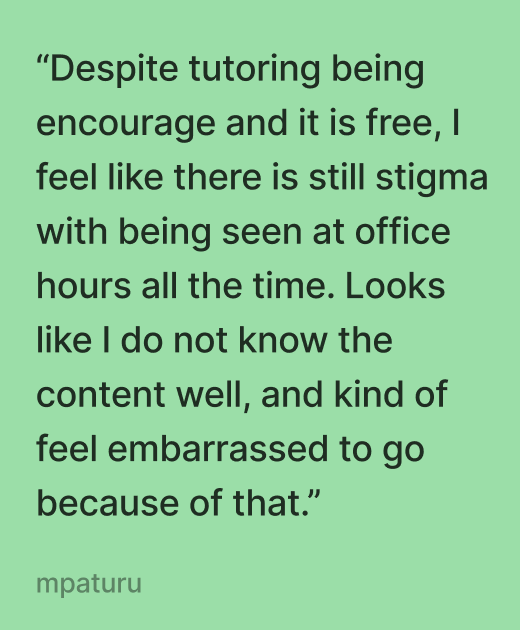 “Despite tutoring being
encourage and it is free, I
feel like there is still stigma
with being seen at office
hours all the time. Looks
like I do not know the
content well, and kind of
feel embarrassed to go
because of that.”
mpaturu